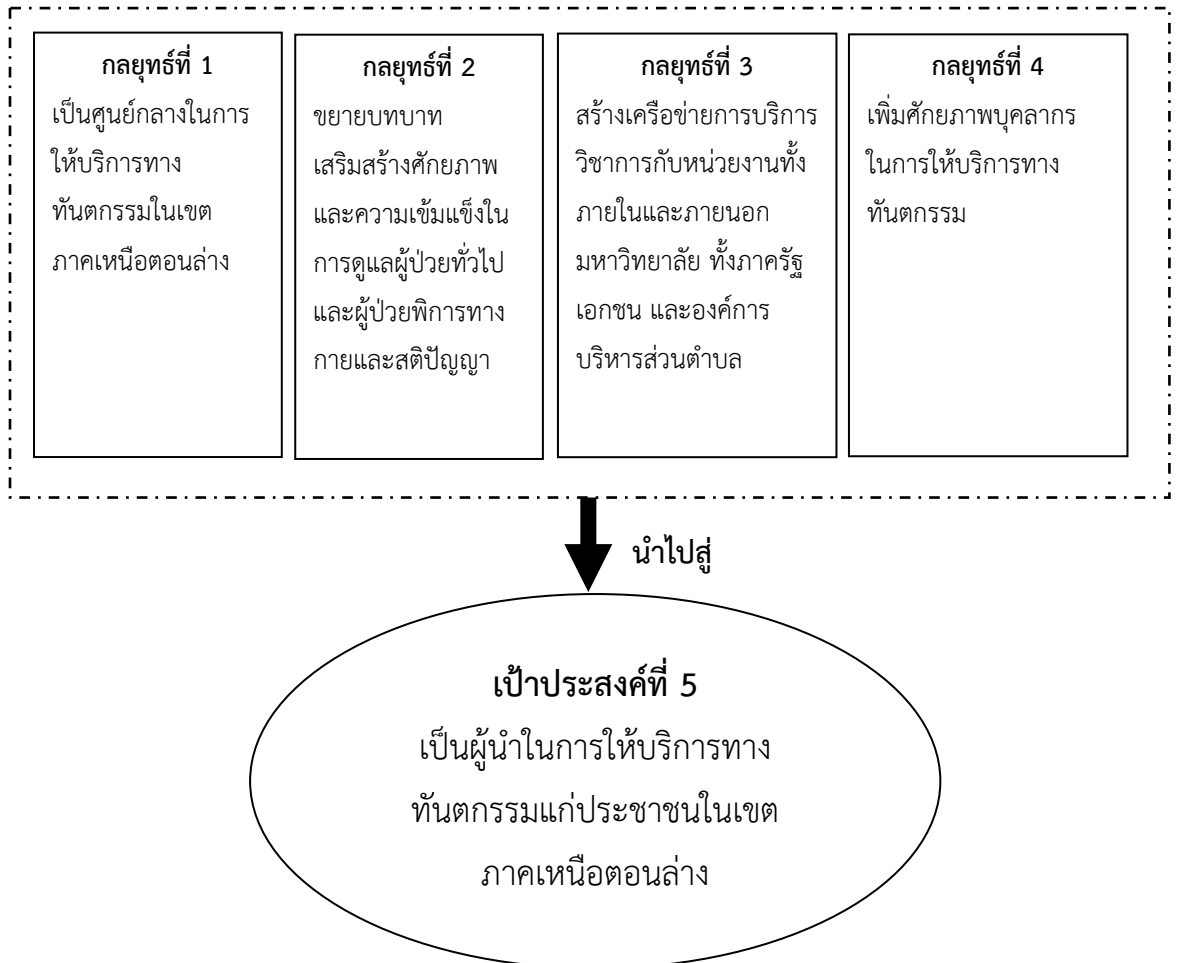 กลยุทธ์ที่ 1
เป็นศูนย์กลางในการ
ให้บริการทาง
ทันตกรรมในเขต
ภาคเหนือตอนล่าง
กลยุทธ์ที่ 2
ขยายบทบาท
เสริมสร้างศักยภาพ
และความเข้มแข็งใน
การดูแลผู้ป่วยทั่วไป
และผู้ป่วยพิการทาง
กายและสติปัญญา
กลยุทธ์ที่ 3
สร้างเครือข่ายการบริการ
วิชาการกับหน่วยงานทั้ง
ภายในและภายนอก
มหาวิทยาลัย ทั้งภาครัฐ
เอกชน และองค์การ
บริหารส่วนตำบล
กลยุทธ์ที่ 4
เพิ่มศักยภาพบุคลากร
ในการให้บริการทาง
ทันตกรรม
นำไปสู่
เป้าประสงค์ที่ 5
เป็นผู้นำในการให้บริการทาง
ทันตกรรมแก่ประชาชนในเขต
ภาคเหนือตอนล่าง